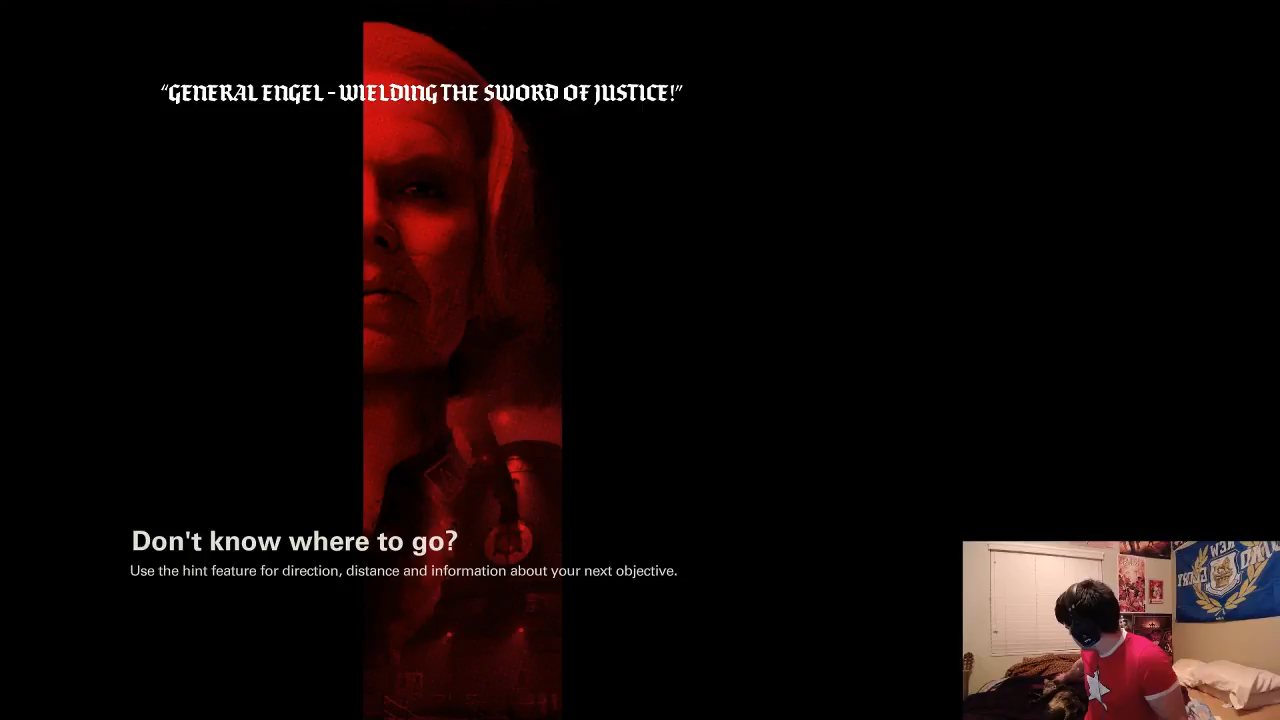 “GENERAL ENGEL - WIELDING THE SWORD OF JUSTICE!”
Don't know where to go?
Use the hint feature for direction, distance and information about your next objective.